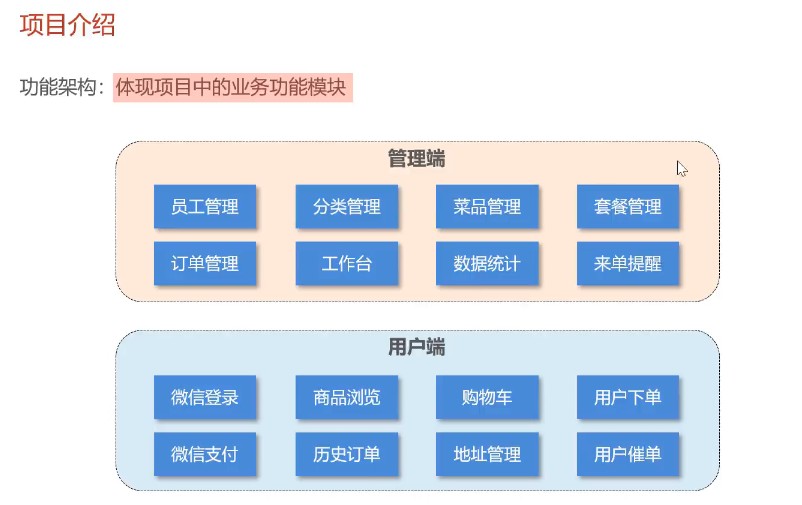 项目介绍
功能架构：体现项目中的业务功能模块
管理端
员工管理 分类管理 菜品管理 套餐管理
订单管理 工作台 数据统计 来单提醒
用户端
微信登录 商品浏览 购物车 用户下单
微信支付 历史订单 地址管理 用户催单